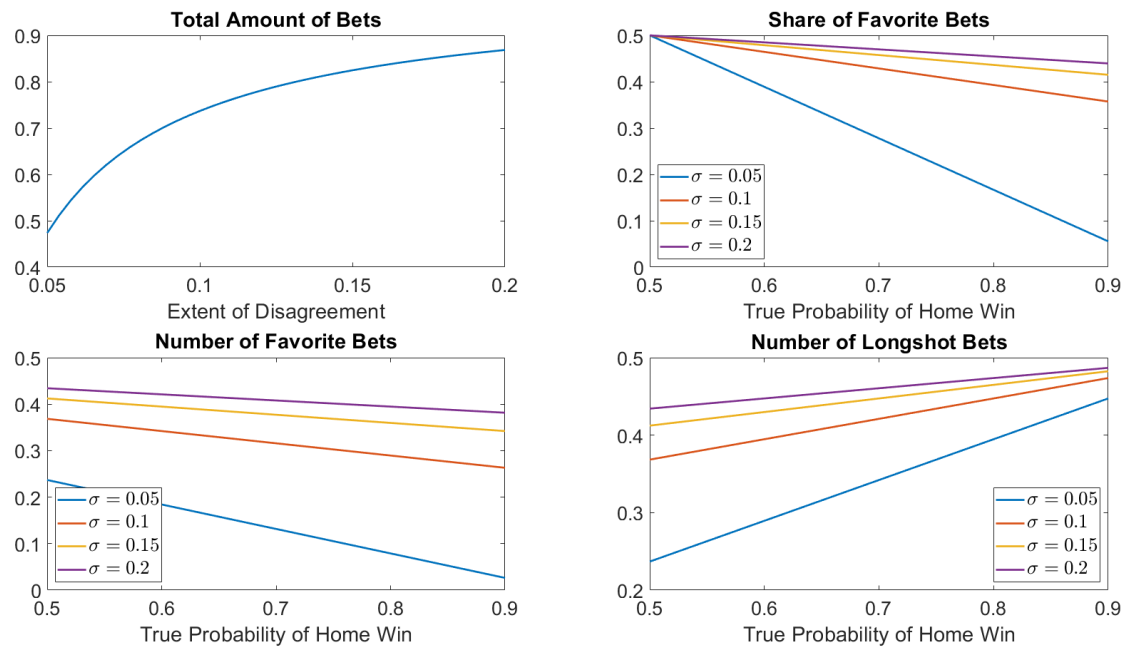 Total Amount of Bets
0.9
0.8
0.7
0.6
0.5
0.4
0.05
0.1
0.15
0.2
Extent of Disagreement
Share of Favorite Bets
0.5
0.4
0.3
0.2
0.1
0
σ = 0.05
σ = 0.1
σ = 0.15
σ = 0.2
0.5
0.6
0.7
0.8
0.9
True Probability of Home Win
Number of Favorite Bets
0.5
0.4
0.3
0.2
0.1
0
σ = 0.05
σ = 0.1
σ = 0.15
σ = 0.2
0.5
0.6
0.7
0.8
0.9
True Probability of Home Win
Number of Longshot Bets
0.5
0.4
0.3
0.2
σ = 0.05
σ = 0.1
σ = 0.15
σ = 0.2
0.5
0.6
0.7
0.8
0.9
True Probability of Home Win